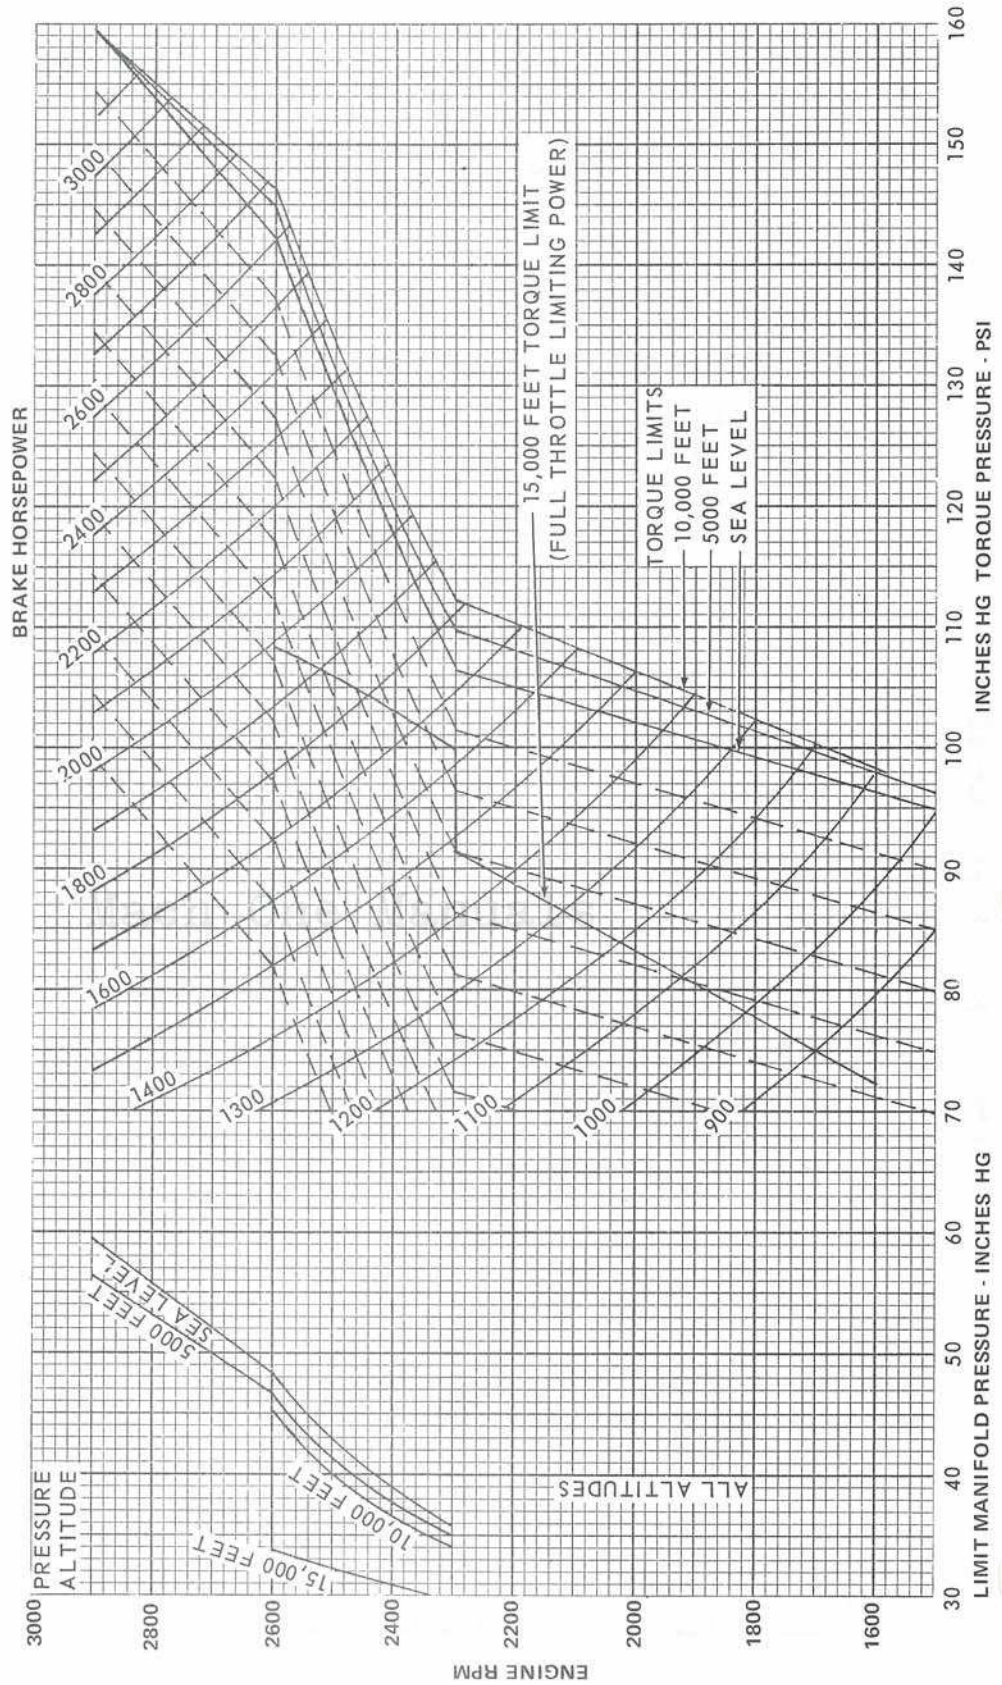 BRAKE HORSEPOWER
3000
2800
2600
2400
2200
2000
1800
1600
1400
1300
1200
1100
1000
900
PRESSURE
ALTITUDE
SEA LEVEL
5000 FEET
10,000 FEET
15,000 FEET
ALL ALTITUDES
15,000 FEET TORQUE LIMIT
(FULL THROTTLE LIMITING POWER)
TORQUE LIMITS
10,000 FEET
5000 FEET
SEA LEVEL
ENGINE RPM
3000
2800
2600
2400
2200
2000
1800
1600
30 40 50 60 70 80 90 100 110 120 130 140 150 160
LIMIT MANIFOLD PRESSURE - INCHES HG
INCHES HG TORQUE PRESSURE - PSI